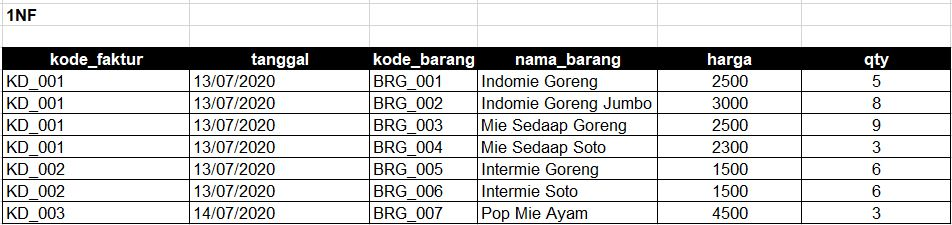 1NF
kode_faktur tanggal kode_barang nama_barang harga qty
KD_001 13/07/2020 BRG_001 Indomie Goreng 2500 5
KD_001 13/07/2020 BRG_002 Indomie Goreng Jumbo 3000 8
KD_001 13/07/2020 BRG_003 Mie Sedaap Goreng 2500 9
KD_001 13/07/2020 BRG_004 Mie Sedaap Soto 2300 3
KD_002 13/07/2020 BRG_005 Intermie Goreng 1500 6
KD_002 13/07/2020 BRG_006 Intermie Soto 1500 6
KD_003 14/07/2020 BRG_007 Pop Mie Ayam 4500 3